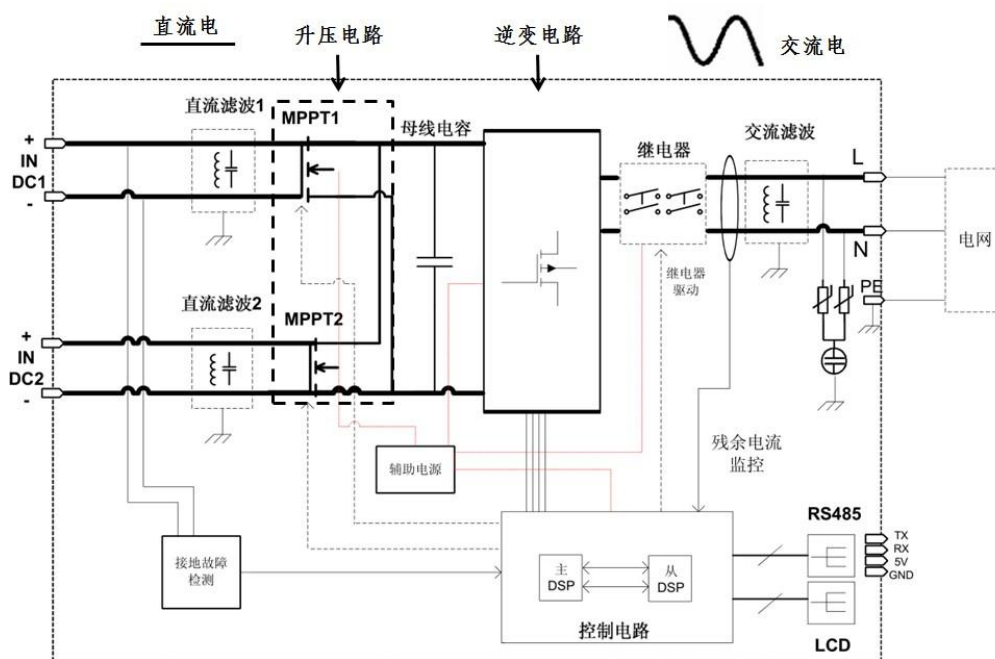 直流电
升压电路
逆变电路
交流电
直流滤波1
MPPT1
母线电容
继电器
交流滤波
+
IN
DC1
-
L
N
PE
电网
继电器
驱动
直流滤波2
MPPT2
+
IN
DC2
-
残余电流
监控
辅助电源
接地故障
检测
主
DSP
从
DSP
控制电路
RS485
TX
RX
5V
GND
LCD